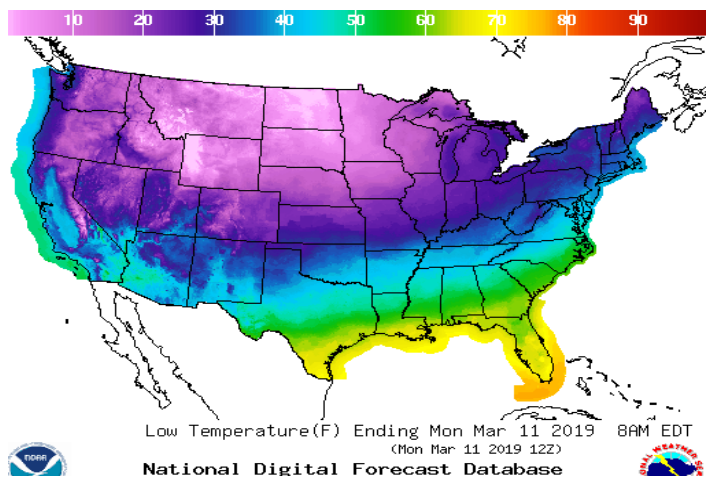 10 20 30 40 50 60 70 80 90
Low Temperature(F) Ending Mon Mar 11 2019 8AM EDT
(Mon Mar 11 2019 12Z)
National Digital Forecast Database
NOAA